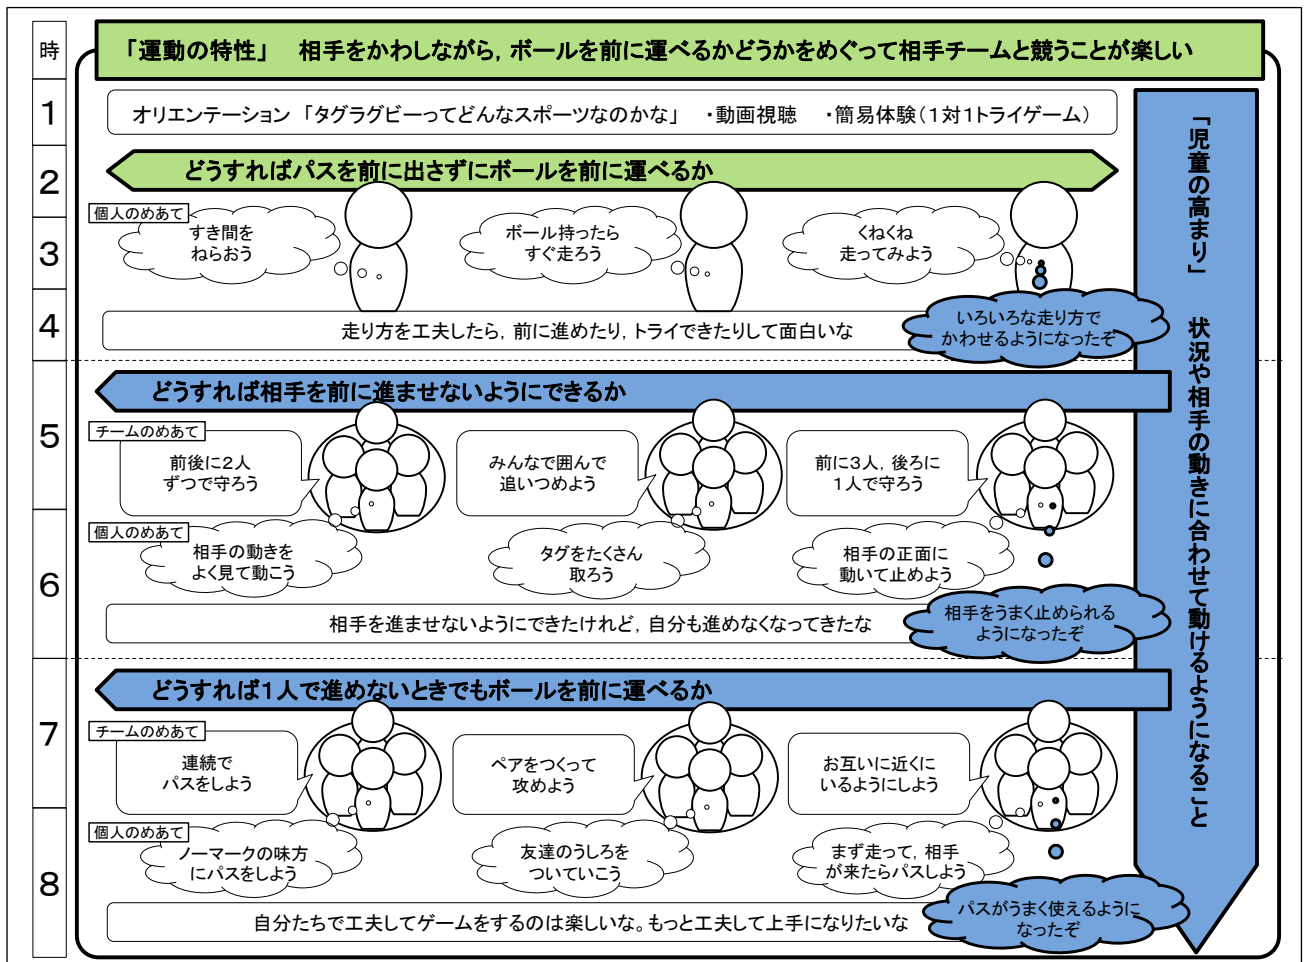 時
「運動の特性」　相手をかわしながら，ボールを前に運べるかどうかをめぐって相手チームと競うことが楽しい
1
オリエンテーション　「タグラグビーってどんなスポーツなのかな」　・動画視聴　・簡易体験（１対１トライゲーム）
2
どうすればパスを前に出さずにボールを前に運べるか
個人のめあて
3
すき間を
ねらおう
ボール持ったら
すぐ走ろう
くねくね
走ってみよう
4
走り方を工夫したら，前に進めたり，トライできたりして面白いな
いろいろな走り方で
かわせるようになったぞ
どうすれば相手を前に進ませないようにできるか
5
チームのめあて
前後に２人
ずつで守ろう
みんなで囲んで
追いつめよう
前に３人，後ろに
１人で守ろう
個人のめあて
6
相手の動きを
よく見て動こう
タグをたくさん
取ろう
相手の正面に
動いて止めよう
相手を進ませないようにできたけれど，自分も進めなくなってきたな
相手をうまく止められる
ようになったぞ
どうすれば１人で進めないときでもボールを前に運べるか
7
チームのめあて
連続で
パスをしよう
ペアをつくって
攻めよう
お互いに近くに
いるようにしよう
個人のめあて
8
ノーマークの味方
にパスをしよう
友達のうしろを
ついていこう
まず走って，相手
が来たらパスしよう
自分たちで工夫してゲームをするのは楽しいな。もっと工夫して上手になりたいな
パスがうまく使えるように
なったぞ
「児童の高まり」　状況や相手の動きに合わせて動けるようになること